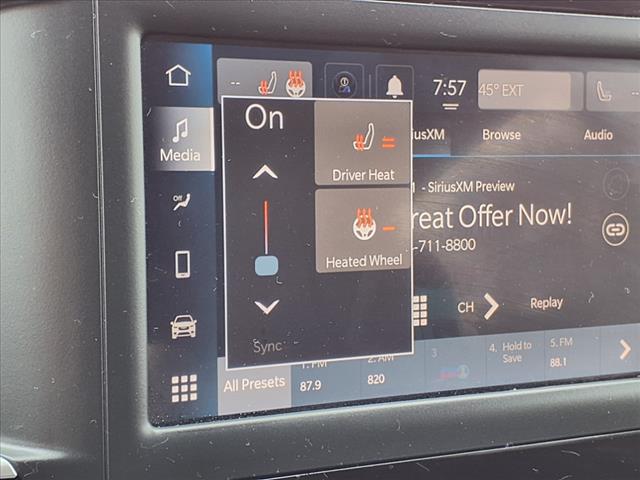 --
7:57
45° EXT
--
On
Driver Heat
Heated Wheel
Sync
Media
Off
iusXM
Browse
Audio
1 - SiriusXM Preview
reat Offer Now!
-711-8800
CH
Replay
All Presets
1. FM
87.9
2. AM
820
3
4. Hold to
Save
5. FM
88.1